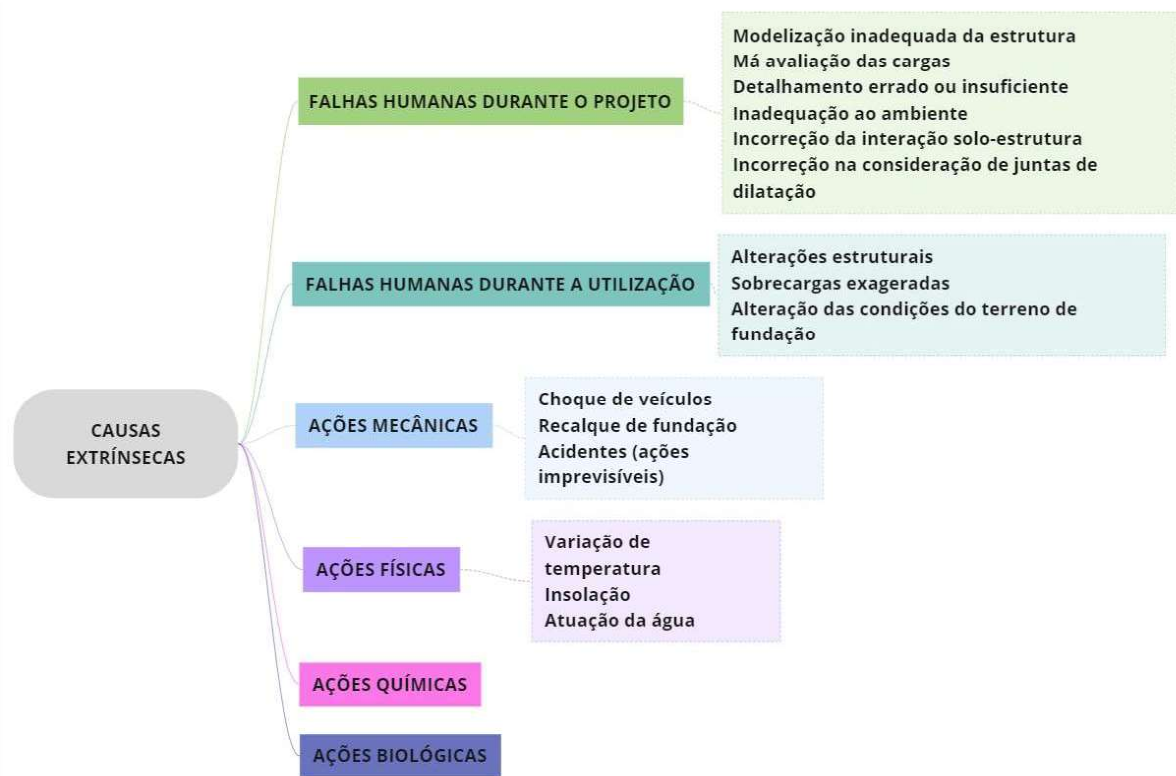 CAUSAS
EXTRÍNSECAS
FALHAS HUMANAS DURANTE O PROJETO
Modelização inadequada da estrutura
Má avaliação das cargas
Detalhamento errado ou insuficiente
Inadequação ao ambiente
Incorreção da interação solo-estrutura
Incorreção na consideração de juntas de
dilatação
FALHAS HUMANAS DURANTE A UTILIZAÇÃO
Alterações estruturais
Sobrecargas exageradas
Alteração das condições do terreno de
fundação
AÇÕES MECÂNICAS
Choque de veículos
Recalque de fundação
Acidentes (ações
imprevisíveis)
AÇÕES FÍSICAS
Variação de
temperatura
Insolação
Atuação da água
AÇÕES QUÍMICAS
AÇÕES BIOLÓGICAS